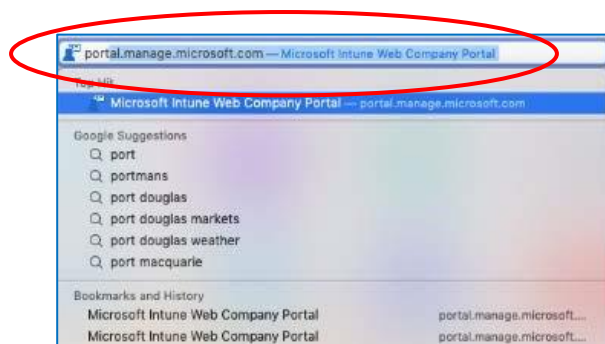 portal.manage.microsoft.com — Microsoft Intune Web Company Portal
Top Hit
Microsoft Intune Web Company Portal — portal.manage.microsoft.com
Google Suggestions
port
portmans
port douglas
port douglas markets
port douglas weather
port macquarie
Bookmarks and History
Microsoft Intune Web Company Portal portal.manage.microsoft....
Microsoft Intune Web Company Portal portal.manage.microsoft....